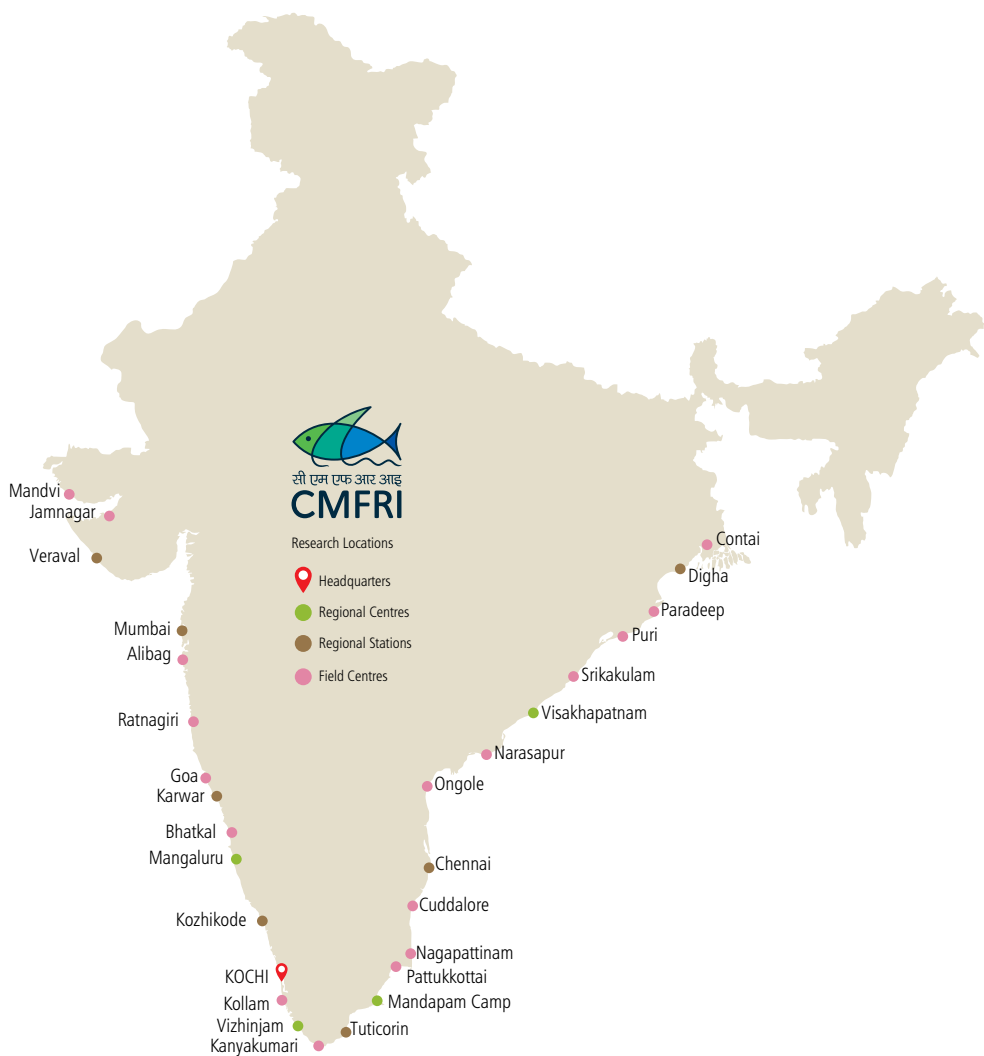 सी एम एफ आर आइ
CMFRI
Research Locations
Headquarters
Regional Centres
Regional Stations
Field Centres
Mandvi
Jamnagar
Veraval
Mumbai
Alibag
Ratnagiri
Goa
Karwar
Bhatkal
Mangaluru
Kozhikode
KOCHI
Kollam
Vizhinjam
Kanyakumari
Contai
Digha
Paradeep
Puri
Srikakulam
Visakhapatnam
Narasapur
Ongole
Chennai
Cuddalore
Nagapattinam
Pattukkottai
Mandapam Camp
Tuticorin